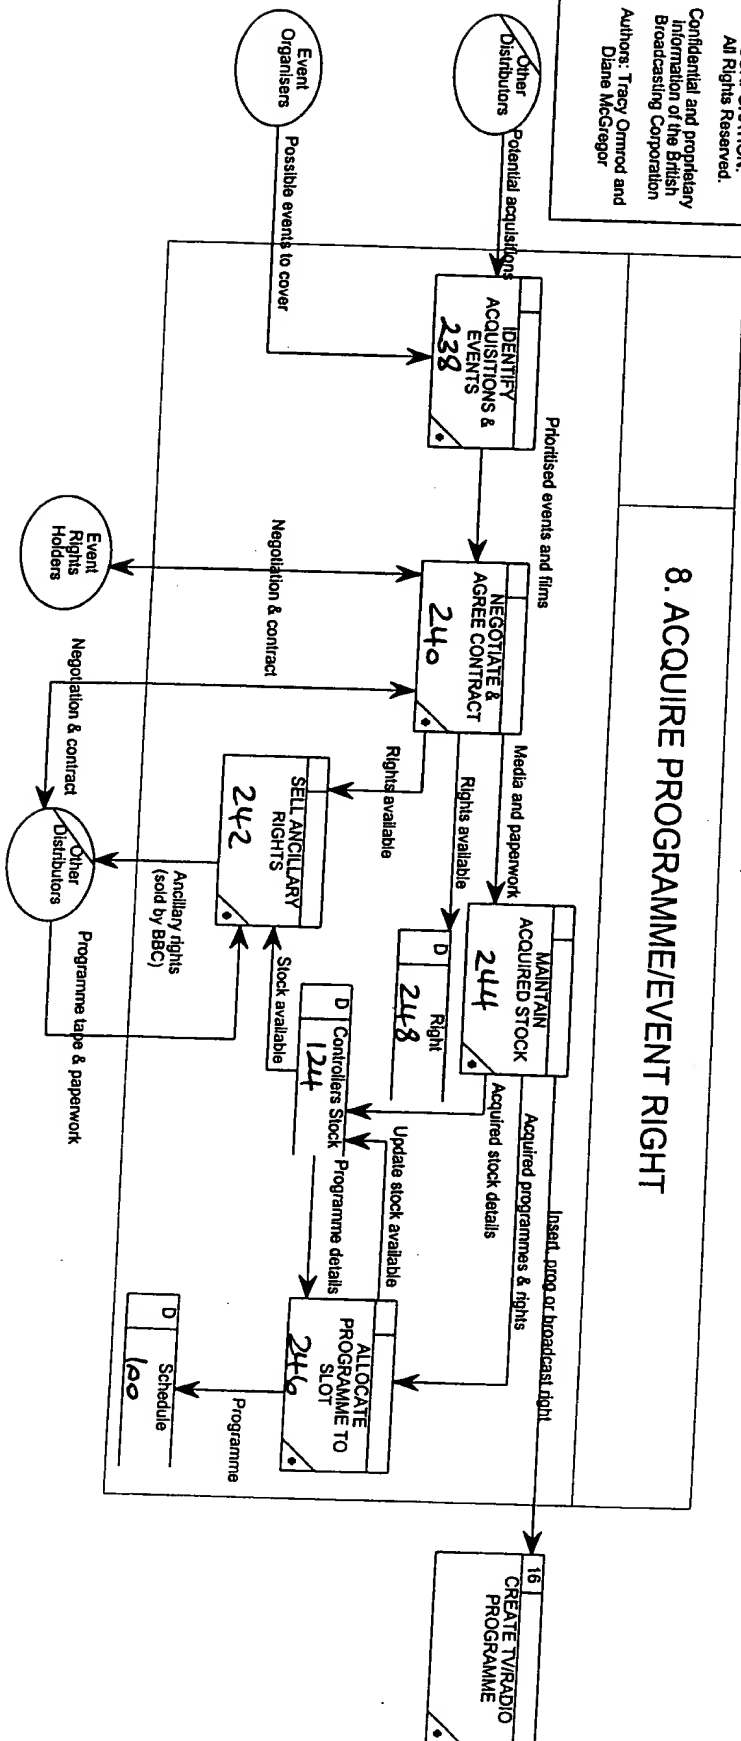 All Rights Reserved.
Confidential and proprietary
information of the British
Broadcasting Corporation
Authors: Tracy Ormrod and
Diane McGregor
8. ACQUIRE PROGRAMME/EVENT RIGHT
Other
Distributors
Potential acquisitions
Event
Organisers
Possible events to cover
IDENTIFY
ACQUISITIONS &
EVENTS
238
Prioritised events and films
NEGOTIATE &
AGREE CONTRACT
240
Negotiation & contract
Event
Rights
Holders
Negotiation & contract
Other
Distributors
Media and paperwork
Rights available
Rights available
SELL ANCILLARY
RIGHTS
242
Ancillary rights
(sold by BBC)
Programme tape & paperwork
MAINTAIN
ACQUIRED STOCK
244
D
Right
248
D
Controllers Stock
124
Stock available
Acquired stock details
Acquired programmes & rights
Insert, prog or broadcast right
Update stock available
Programme details
ALLOCATE
PROGRAMME TO
SLOT
246
Programme
D
Schedule
100
16
CREATE TV/RADIO
PROGRAMME